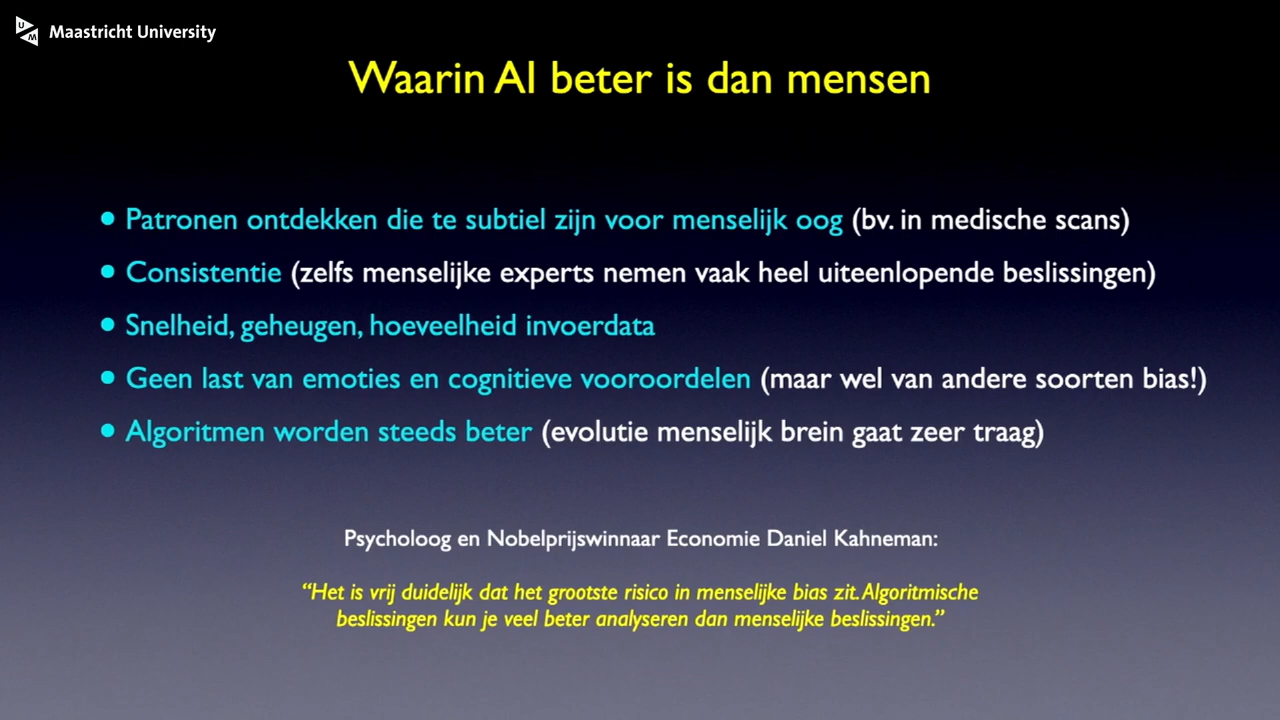 UM
Maastricht University
Waarin AI beter is dan mensen
• Patronen ontdekken die te subtiel zijn voor menselijk oog (bv. in medische scans)
• Consistentie (zelfs menselijke experts nemen vaak heel uiteenlopende beslissingen)
• Snelheid, geheugen, hoeveelheid invoerdata
• Geen last van emoties en cognitieve vooroordelen (maar wel van andere soorten bias!)
• Algoritmen worden steeds beter (evolutie menselijk brein gaat zeer traag)
Psycholoog en Nobelprijswinnaar Economie Daniel Kahneman:
“Het is vrij duidelijk dat het grootste risico in menselijke bias zit. Algoritmische
beslissingen kun je veel beter analyseren dan menselijke beslissingen.”